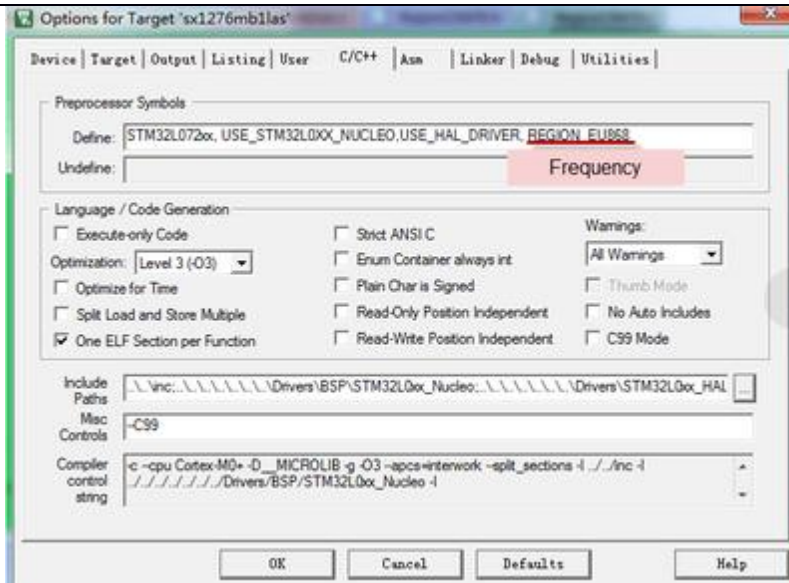 Options for Target 'sx1276mb1las'
Device | Target | Output | Listing | User C/C++ Asm | Linker | Debug | Utilities |
Preprocessor Symbols
Define: STM32L072xx, USE_STM32L0XX_NUCLEO,USE_HAL_DRIVER, REGION_EU868
Undefine:
Frequency
Language / Code Generation
Execute-only Code
Strict ANSI C
Warnings:
Optimization: Level 3 (-O3)
Enum Container always int
All Warnings
Optimize for Time
Plain Char is Signed
Thumb Mode
Split Load and Store Multiple
Read-Only Position Independent
No Auto Includes
One ELF Section per Function
Read-Write Position Independent
C99 Mode
Include Paths
..\..\inc;..\..\..\..\..\..\..\Drivers\BSP\STM32L0xx_Nucleo;..\..\..\..\..\..\..\Drivers\STM32L0xx_HAL
...
Misc Controls
--C99
Compiler control string
-c --cpu Cortex-M0+ -D__MICROLIB -g -O3 --apcs=interwork --split_sections -I ../../inc -I
../../../../../../../Drivers/BSP/STM32L0xx_Nucleo -I
OK Cancel Defaults Help